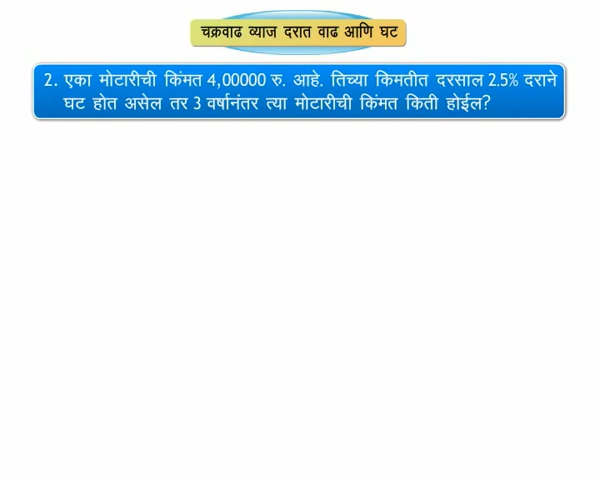 चक्रवाढ व्याज दरात वाढ आणि घट
2. एका मोटारीची किंमत 4,00000 रु. आहे. तिच्या किमतीत दरसाल 2.5% दराने
घट होत असेल तर 3 वर्षानंतर त्या मोटारीची किंमत किती होईल?